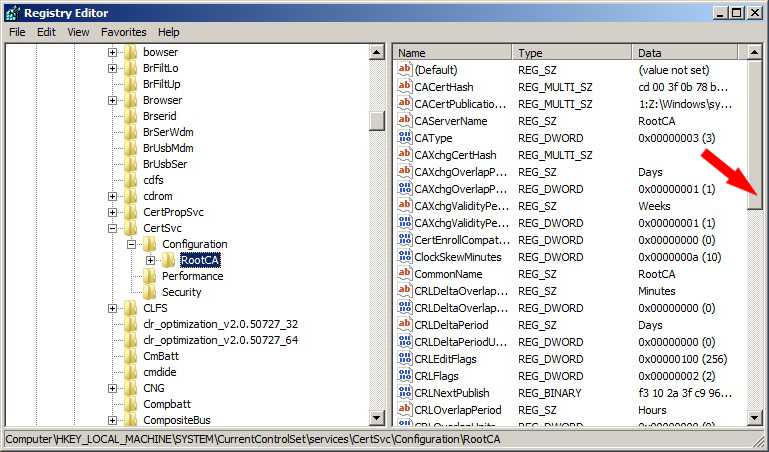 Registry Editor
File Edit View Favorites Help
bowser
BrFiltLo
BrFiltUp
Browser
Brserid
BrSerWdm
BrUsbMdm
BrUsbSer
cdfs
cdrom
CertPropSvc
CertSvc
Configuration
RootCA
Performance
Security
CLFS
clr_optimization_v2.0.50727_32
clr_optimization_v2.0.50727_64
CmBatt
cmdide
CNG
Compbatt
CompositeBus
Name Type Data
(Default) REG_SZ (value not set)
CACertHash REG_MULTI_SZ cd 00 3f 0b 78 b...
CACertPublicatio... REG_MULTI_SZ 1:Z:\Windows\sy...
CAServerName REG_SZ RootCA
CAType REG_DWORD 0x00000003 (3)
CAXchgCertHash REG_MULTI_SZ
CAXchgOverlapP... REG_SZ Days
CAXchgOverlapP... REG_DWORD 0x00000001 (1)
CAXchgValidityPe... REG_SZ Weeks
CAXchgValidityPe... REG_DWORD 0x00000001 (1)
CertEnrollCompat... REG_DWORD 0x00000000 (0)
ClockSkewMinutes REG_DWORD 0x0000000a (10)
CommonName REG_SZ RootCA
CRLDeltaOverlap... REG_SZ Minutes
CRLDeltaOverlap... REG_DWORD 0x00000000 (0)
CRLDeltaPeriod REG_SZ Days
CRLDeltaPeriodU... REG_DWORD 0x00000000 (0)
CRLEditFlags REG_DWORD 0x00000100 (256)
CRLFlags REG_DWORD 0x00000002 (2)
CRLNextPublish REG_BINARY f3 10 2a 3f c9 96...
CRLOverlapPeriod REG_SZ Hours
CRLOverlapUnits REG_DWORD 0x00000000 (0)
Computer\HKEY_LOCAL_MACHINE\SYSTEM\CurrentControlSet\services\CertSvc\Configuration\RootCA